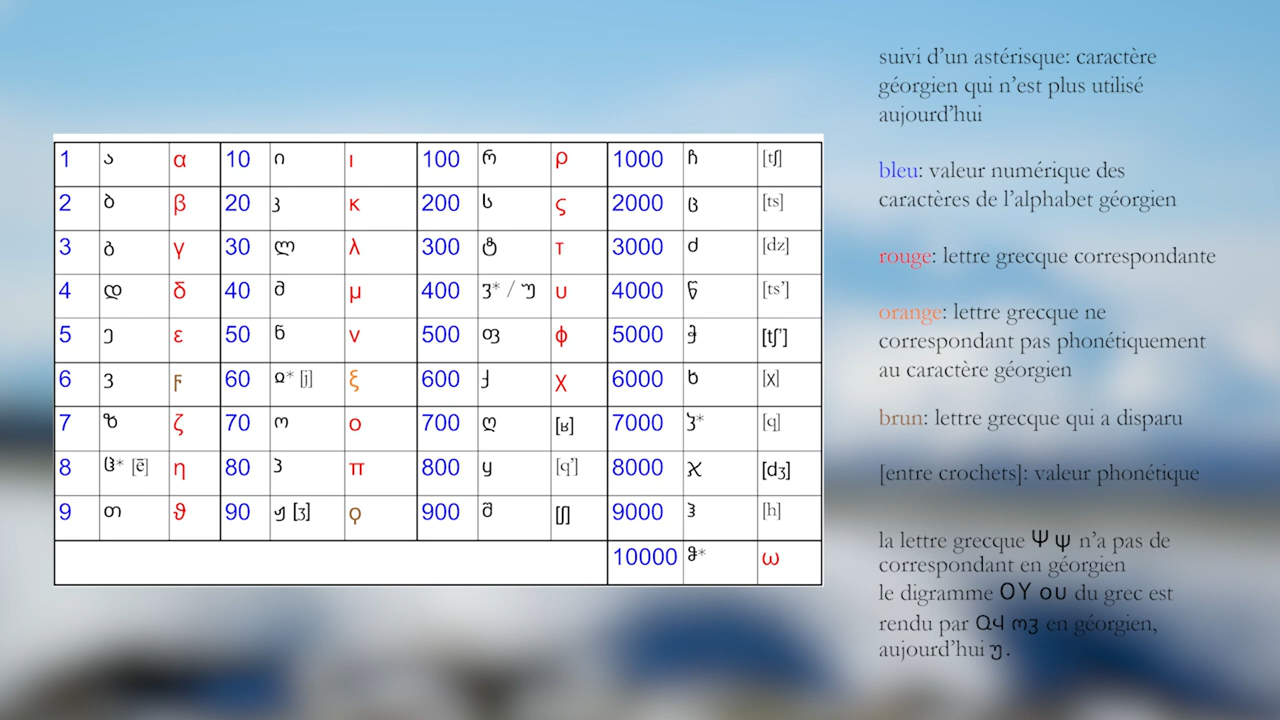 1 ა α 10 ი ι 100 რ ρ 1000 ჩ [tʃ]
2 ბ β 20 კ κ 200 ს ς 2000 ც [ts]
3 გ γ 30 ლ λ 300 ტ τ 3000 ძ [dz]
4 დ δ 40 მ μ 400 ჳ* / უ υ 4000 წ [ts’]
5 ე ε 50 ნ ν 500 ფ ϕ 5000 ჭ [tʃ’]
6 ვ ϝ 60 ჲ* [j] ξ 600 ქ χ 6000 ხ [χ]
7 ზ ζ 70 ო ο 700 ღ [ʁ] 7000 ჴ* [q]
8 ჱ* [ē] η 80 პ π 800 ყ [q’] 8000 ჯ [dʒ]
9 თ ϑ 90 ჟ [ʒ] ϙ 900 შ [ʃ] 9000 ჰ [h]
10000 ჵ* ω
suivi d’un astérisque: caractère
géorgien qui n’est plus utilisé
aujourd’hui
bleu: valeur numérique des
caractères de l’alphabet géorgien
rouge: lettre grecque correspondante
orange: lettre grecque ne
correspondant pas phonétiquement
au caractère géorgien
brun: lettre grecque qui a disparu
[entre crochets]: valeur phonétique
la lettre grecque Ψ ψ n’a pas de
correspondant en géorgien
le digramme ΟΥ ου du grec est
rendu par ႭჃ ოჳ en géorgien,
aujourd’hui უ.